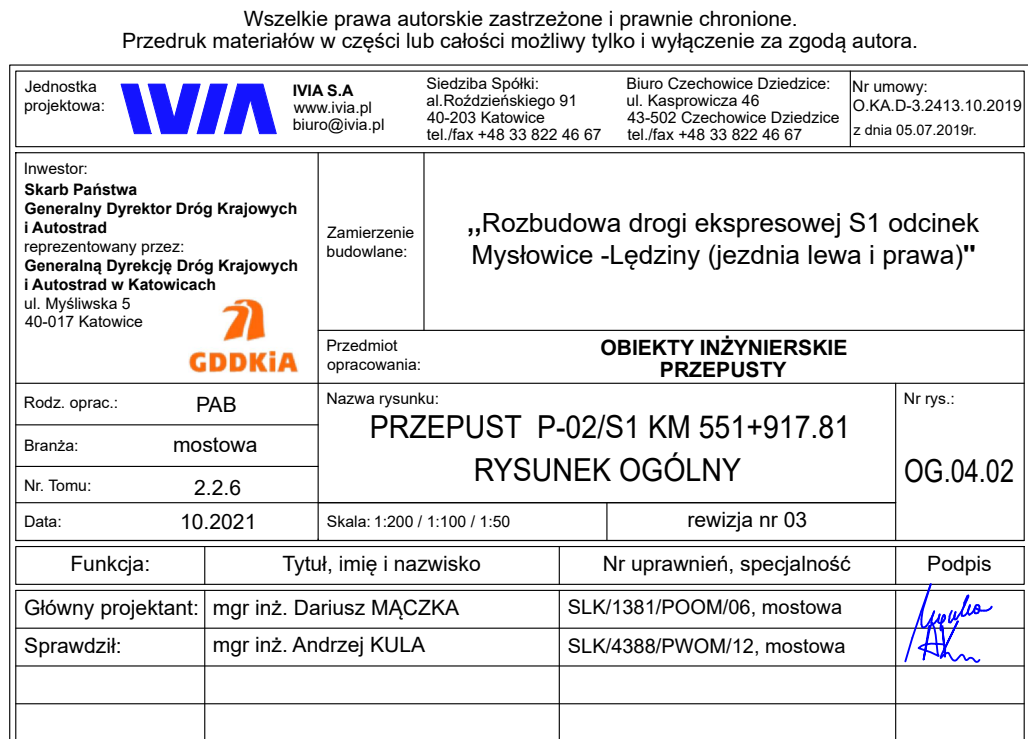 Wszelkie prawa autorskie zastrzeżone i prawnie chronione.
Przedruk materiałów w części lub całości możliwy tylko i wyłączenie za zgodą autora.
Jednostka
projektowa:
IVIA
IVIA S.A
www.ivia.pl
biuro@ivia.pl
Siedziba Spółki:
al.Roździeńskiego 91
40-203 Katowice
tel./fax +48 33 822 46 67
Biuro Czechowice Dziedzice:
ul. Kasprowicza 46
43-502 Czechowice Dziedzice
tel./fax +48 33 822 46 67
Nr umowy:
O.KA.D-3.2413.10.2019
z dnia 05.07.2019r.
Inwestor:
Skarb Państwa
Generalny Dyrektor Dróg Krajowych
i Autostrad
reprezentowany przez:
Generalną Dyrekcję Dróg Krajowych
i Autostrad w Katowicach
ul. Myśliwska 5
40-017 Katowice
GDDKiA
Zamierzenie
budowlane:
,,Rozbudowa drogi ekspresowej S1 odcinek
Mysłowice -Lędziny (jezdnia lewa i prawa)"
Przedmiot
opracowania:
OBIEKTY INŻYNIERSKIE
PRZEPUSTY
Rodz. oprac.: PAB
Branża: mostowa
Nr. Tomu: 2.2.6
Data: 10.2021
Nazwa rysunku:
PRZEPUST P-02/S1 KM 551+917.81
RYSUNEK OGÓLNY
Nr rys.:
OG.04.02
Skala: 1:200 / 1:100 / 1:50
rewizja nr 03
Funkcja: Tytuł, imię i nazwisko Nr uprawnień, specjalność Podpis
Główny projektant: mgr inż. Dariusz MĄCZKA SLK/1381/POOM/06, mostowa
Sprawdził: mgr inż. Andrzej KULA SLK/4388/PWOM/12, mostowa